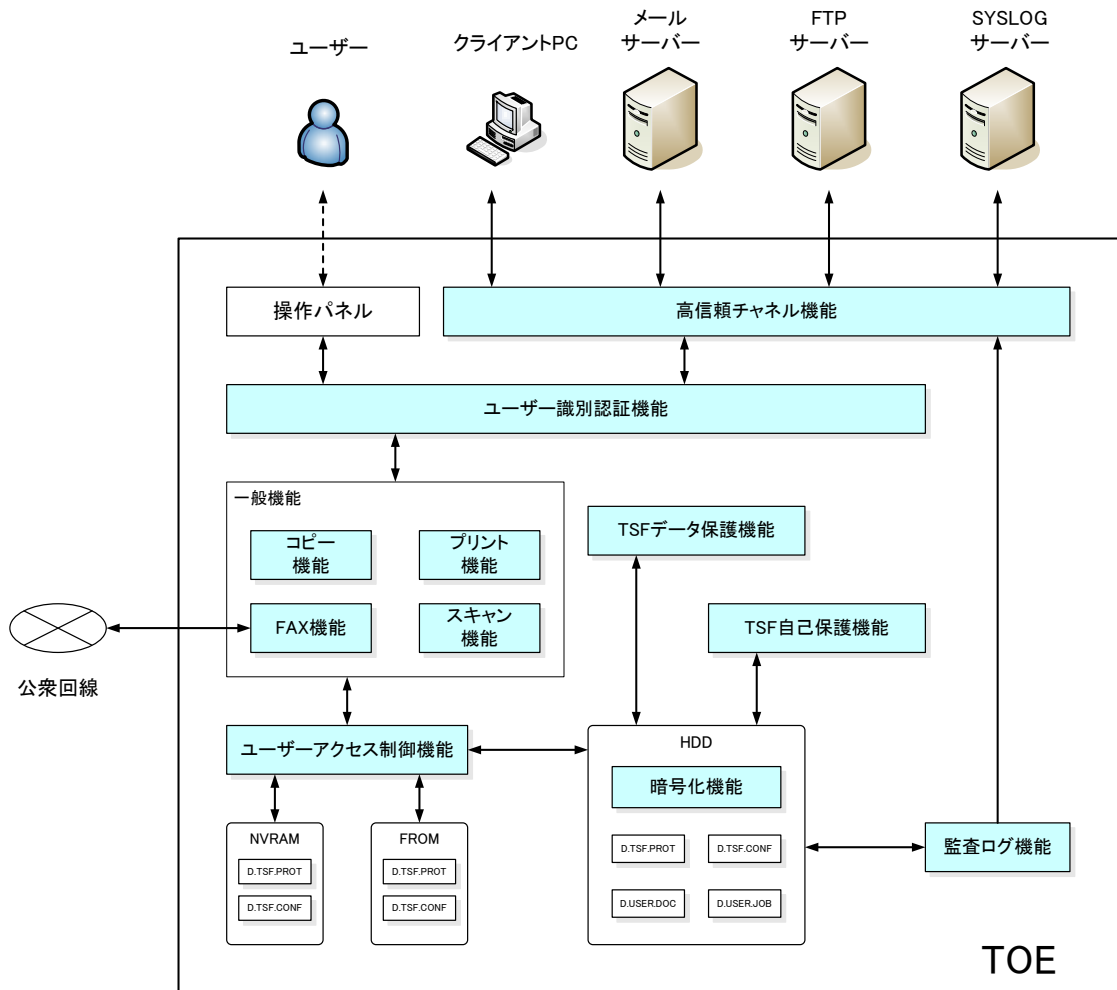 ユーザー
クライアントPC
メール
サーバー
FTP
サーバー
SYSLOG
サーバー
操作パネル
高信頼チャネル機能
ユーザー識別認証機能
一般機能
コピー
機能
プリント
機能
FAX機能
スキャン
機能
TSFデータ保護機能
TSF自己保護機能
公衆回線
ユーザーアクセス制御機能
HDD
暗号化機能
D.TSF.PROT
D.TSF.CONF
D.USER.DOC
D.USER.JOB
NVRAM
D.TSF.PROT
D.TSF.CONF
FROM
D.TSF.PROT
D.TSF.CONF
監査ログ機能
TOE